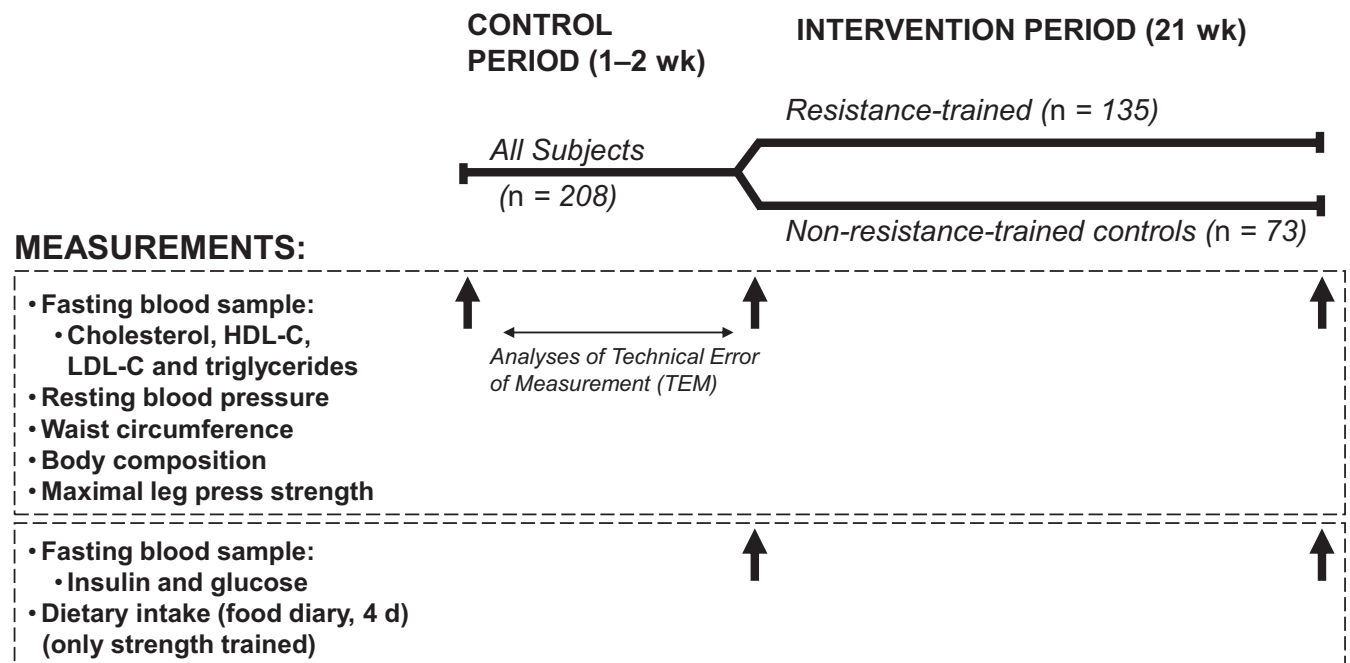 CONTROL
PERIOD (1–2 wk)
INTERVENTION PERIOD (21 wk)
Resistance-trained (n = 135)
All Subjects
(n = 208)
Non-resistance-trained controls (n = 73)
MEASUREMENTS:
• Fasting blood sample:
• Cholesterol, HDL-C,
LDL-C and triglycerides
• Resting blood pressure
• Waist circumference
• Body composition
• Maximal leg press strength
Analyses of Technical Error
of Measurement (TEM)
• Fasting blood sample:
• Insulin and glucose
• Dietary intake (food diary, 4 d)
(only strength trained)